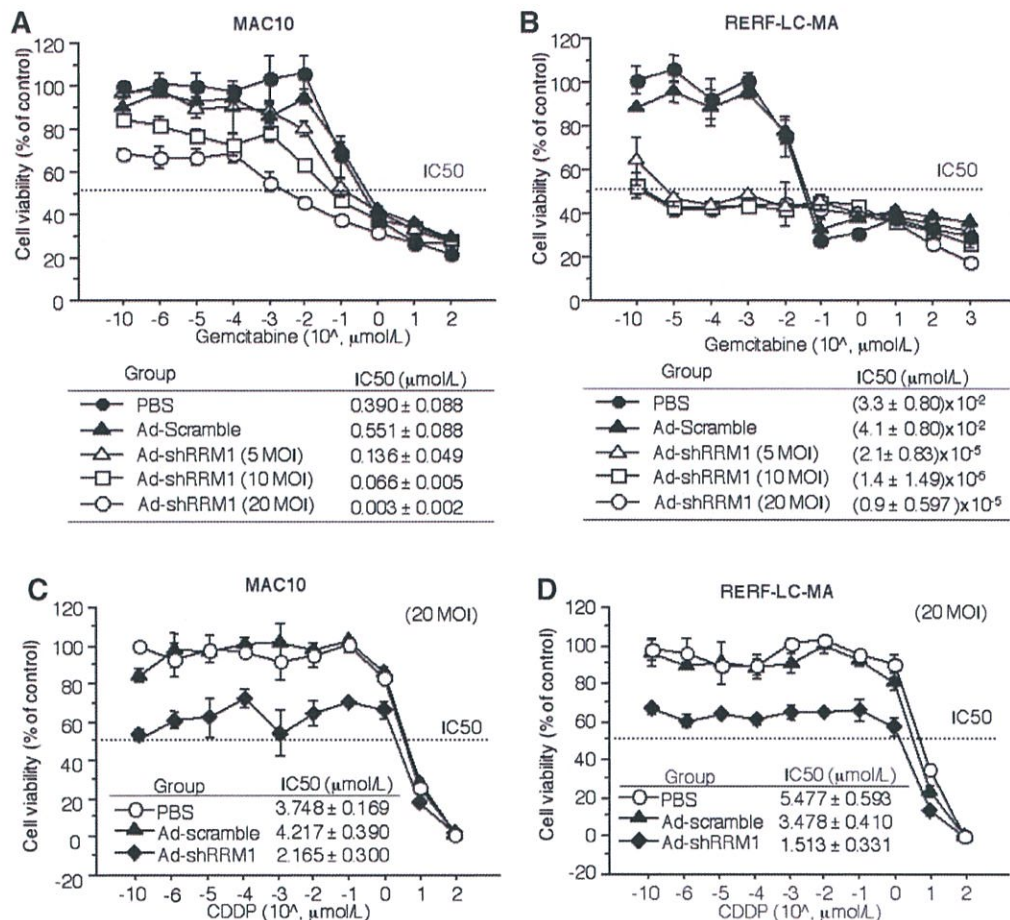 A
MAC10
Cell viability (% of control)
120
100
80
60
40
20
0
IC50
-10 -6 -5 -4 -3 -2 -1 0 1 2
Gemcitabine (10^, μmol/L)
Group IC50 (μmol/L)
PBS 0.390 ± 0.088
Ad-Scramble 0.551 ± 0.088
Ad-shRRM1 (5 MOI) 0.136 ± 0.049
Ad-shRRM1 (10 MOI) 0.066 ± 0.005
Ad-shRRM1 (20 MOI) 0.003 ± 0.002
B
RERF-LC-MA
Cell viability (% of control)
120
100
80
60
40
20
0
IC50
-10 -5 -4 -3 -2 -1 0 1 2 3
Gemcitabine (10^, μmol/L)
Group IC50 (μmol/L)
PBS (3.3 ± 0.80)x10-2
Ad-Scramble (4.1 ± 0.80)x10-2
Ad-shRRM1 (5 MOI) (2.1± 0.83)x10-5
Ad-shRRM1 (10 MOI) (1.4 ± 1.49)x10-5
Ad-shRRM1 (20 MOI) (0.9 ± 0.597 )x10-5
C
MAC10
(20 MOI)
Cell viability (% of control)
120
100
80
60
40
20
0
-20
IC50
Group IC50 (μmol/L)
PBS 3.748 ± 0.169
Ad-scramble 4.217 ± 0.390
Ad-shRRM1 2.165 ± 0.300
-10 -6 -5 -4 -3 -2 -1 0 1 2
CDDP (10^, μmol/L)
D
RERF-LC-MA
(20 MOI)
Cell viability (% of control)
120
100
80
60
40
20
0
-20
IC50
Group IC50 (μmol/L)
PBS 5.477 ± 0.593
Ad-scramble 3.478 ± 0.410
Ad-shRRM1 1.513 ± 0.331
-10 -6 -5 -4 -3 -2 -1 0 1 2
CDDP (10^, μmol/L)